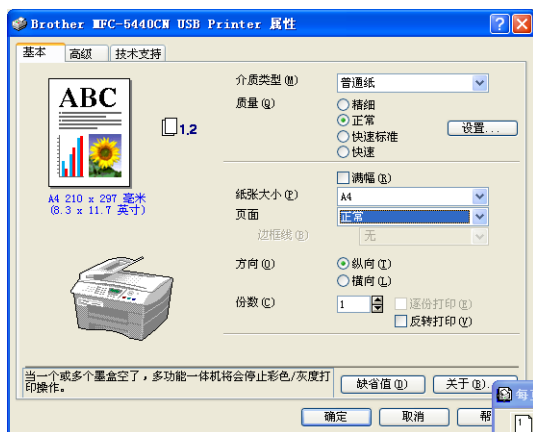 Brother MFC-5440CN USB Printer 属性
基本 高级 技术支持
ABC
1.2
A4 210 x 297 毫米
(8.3 x 11.7 英寸)
介质类型(M) 普通纸
质量(Q) 精细
正常
快速标准
快速
设置...
满幅(R)
纸张大小(P) A4
页面 正常
边框线(B) 无
方向(O) 纵向(T)
横向(L)
份数(C) 1 逐份打印(E)
反转打印(V)
当一个或多个墨盒空了，多功能一体机将会停止彩色/灰度打
印操作。
缺省值(D) 关于(B).
每
确定 取消 帮
1